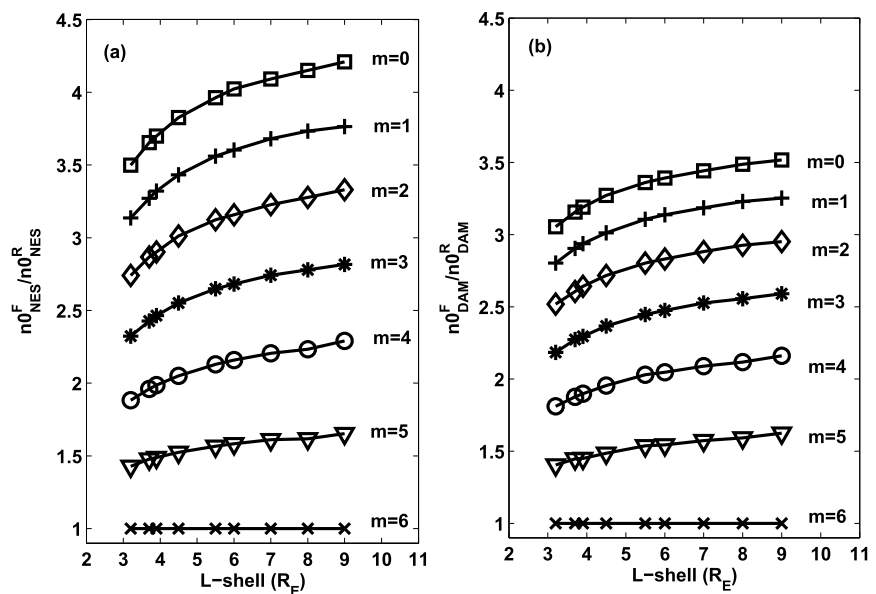 (a)
4.5
4
3.5
3
2.5
2
1.5
1
n0^F_NES/n0^R_NES
m=0
m=1
m=2
m=3
m=4
m=5
m=6
2 3 4 5 6 7 8 9 10 11
L−shell (R_E)
(b)
4.5
4
3.5
3
2.5
2
1.5
1
n0^F_DAM/n0^R_DAM
m=0
m=1
m=2
m=3
m=4
m=5
m=6
2 3 4 5 6 7 8 9 10 11
L−shell (R_E)